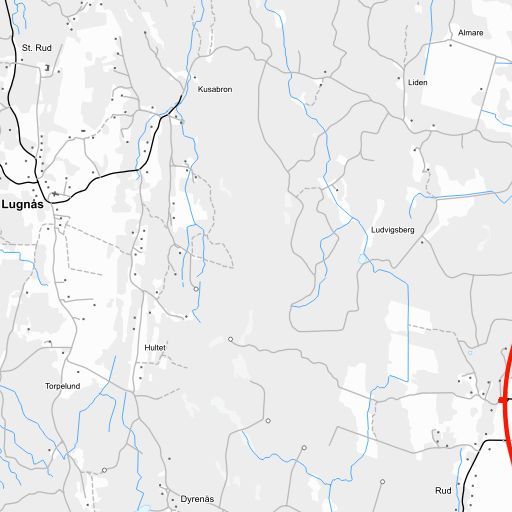 Almare
St. Rud
Liden
Kusabron
Lugnås
Ludvigsberg
Hultet
Torpelund
Rud
Dyrenäs